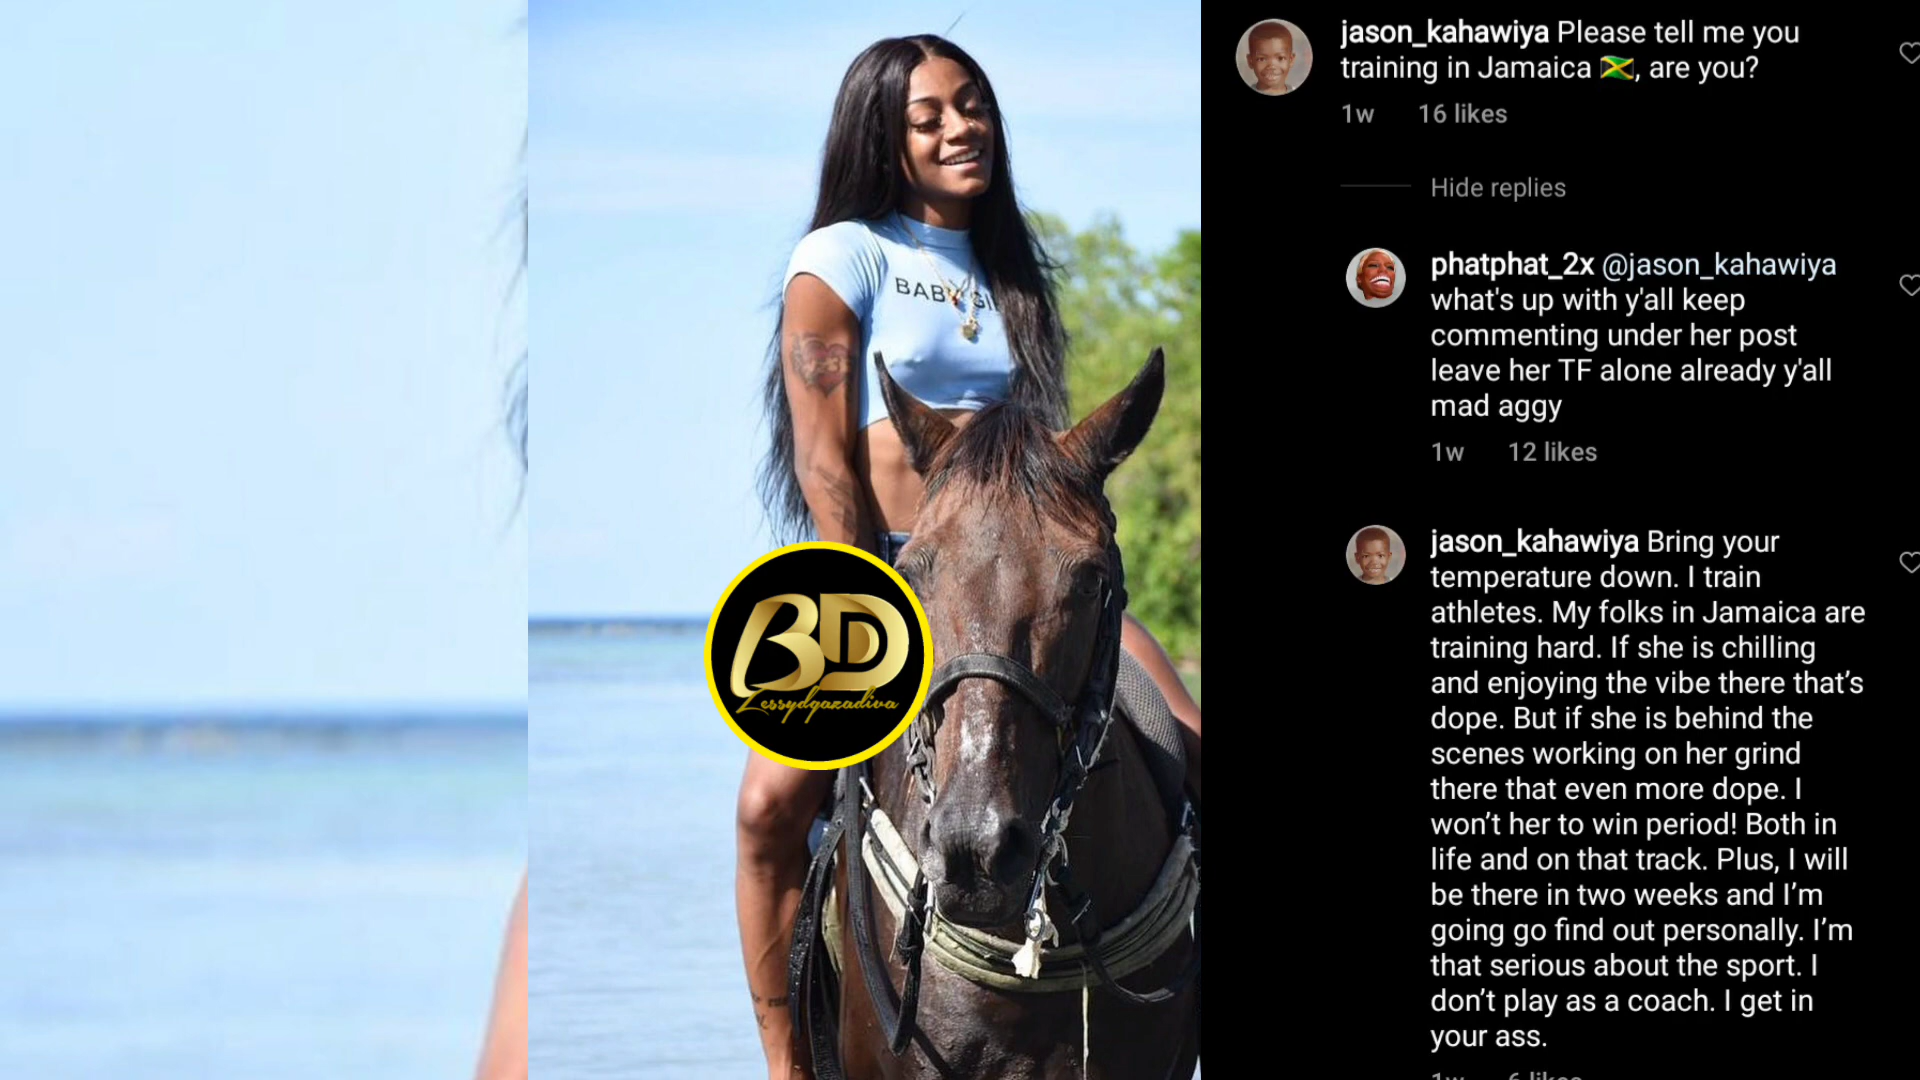 BABY GI
BD
Lessydgazadiva
jason_kahawiya Please tell me you
training in Jamaica 🇯🇲, are you?
1w 16 likes
Hide replies
phatphat_2x @jason_kahawiya
what's up with y'all keep
commenting under her post
leave her TF alone already y'all
mad aggy
1w 12 likes
jason_kahawiya Bring your
temperature down. I train
athletes. My folks in Jamaica are
training hard. If she is chilling
and enjoying the vibe there that’s
dope. But if she is behind the
scenes working on her grind
there that even more dope. I
won’t her to win period! Both in
life and on that track. Plus, I will
be there in two weeks and I’m
going go find out personally. I’m
that serious about the sport. I
don’t play as a coach. I get in
your ass.
1w 6 likes